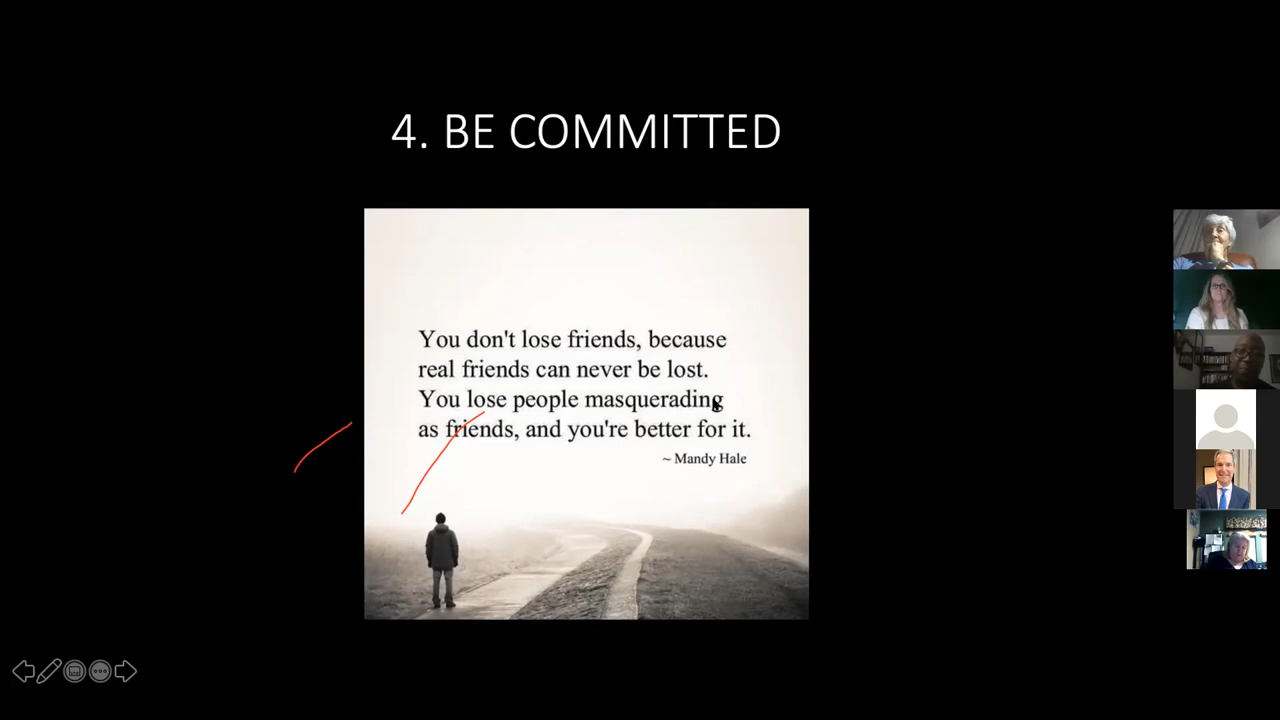 4. BE COMMITTED
You don't lose friends, because
real friends can never be lost.
You lose people masquerading
as friends, and you're better for it.
~ Mandy Hale